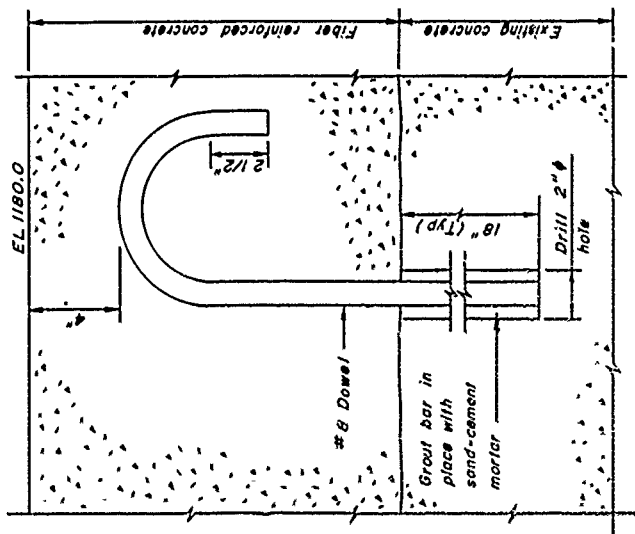 EL 1180.0
4"
2 1/2"
Fiber reinforced concrete
Existing concrete
#8 Dowel
18" (Typ)
Drill 2" ϕ
hole
Grout bar in
place with
sand-cement
mortar